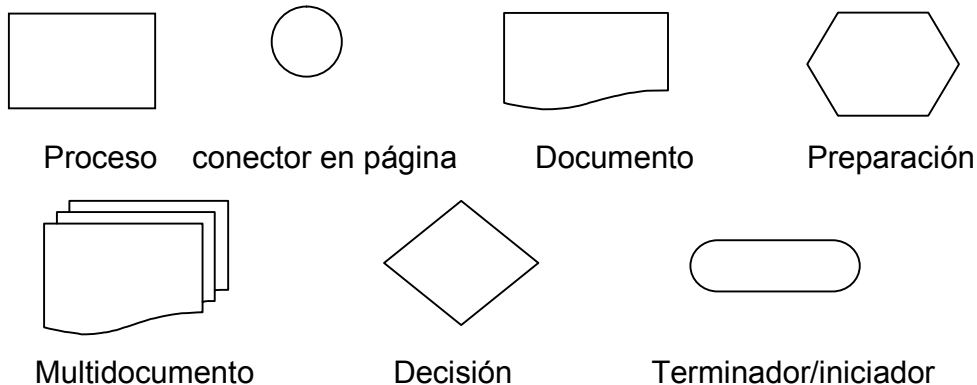 Proceso conector en página Documento Preparación
Multidocumento Decisión Terminador/iniciador